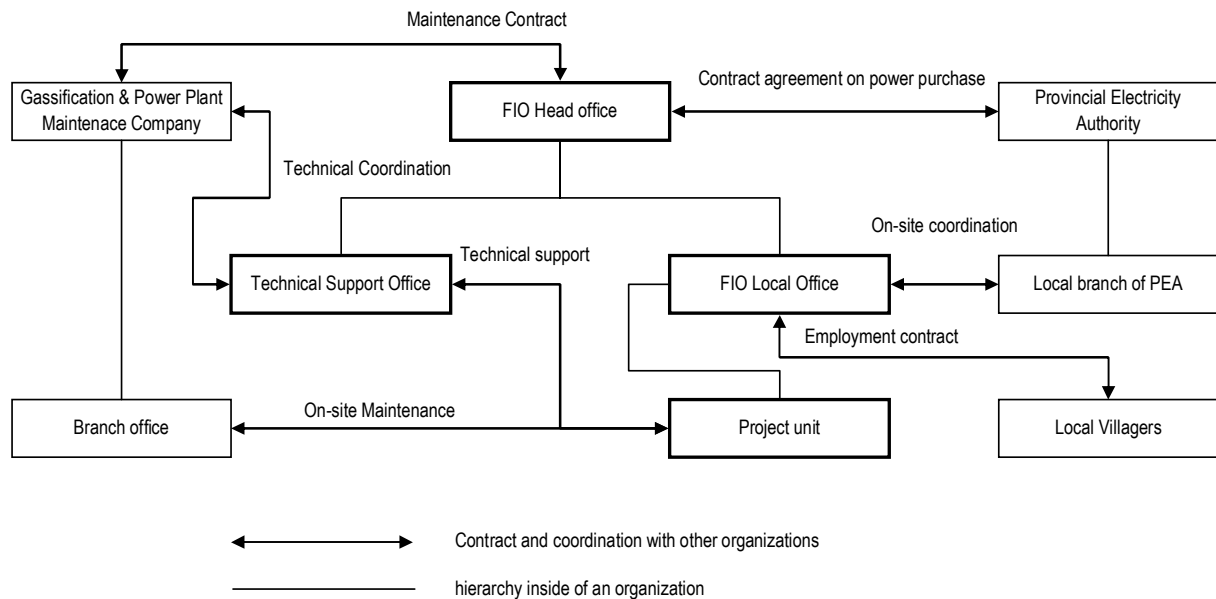 Maintenance Contract
Gassification & Power Plant
Maintenace Company
FIO Head office
Contract agreement on power purchase
Provincial Electricity
Authority
Technical Coordination
On-site coordination
Technical support
Technical Support Office
FIO Local Office
Local branch of PEA
Employment contract
On-site Maintenance
Branch office
Project unit
Local Villagers
Contract and coordination with other organizations
hierarchy inside of an organization